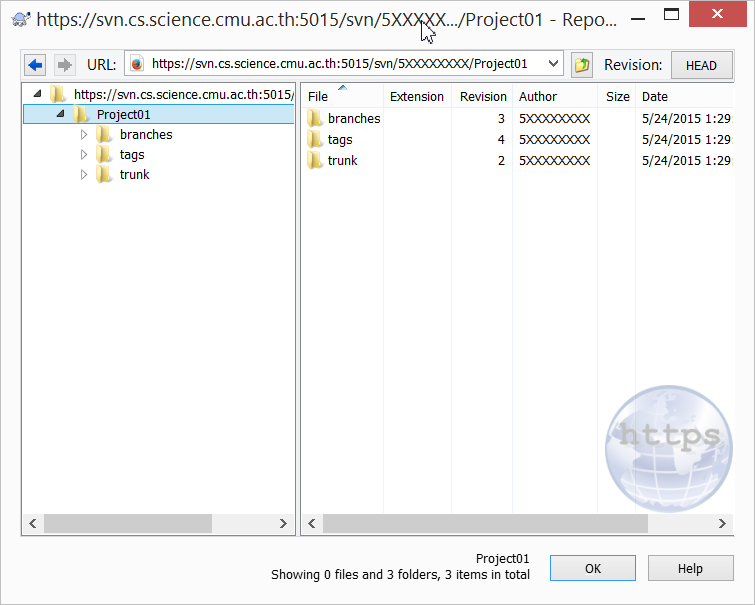 https://svn.cs.science.cmu.ac.th:5015/svn/5XXXXX.../Project01 - Repo...
URL: https://svn.cs.science.cmu.ac.th:5015/svn/5XXXXXXXX/Project01 Revision: HEAD
https://svn.cs.science.cmu.ac.th:5015/
Project01
branches
tags
trunk
File Extension Revision Author Size Date
branches 3 5XXXXXXXX 5/24/2015 1:29:
tags 4 5XXXXXXXX 5/24/2015 1:29:
trunk 2 5XXXXXXXX 5/24/2015 1:29:
https
Project01
Showing 0 files and 3 folders, 3 items in total
OK Help